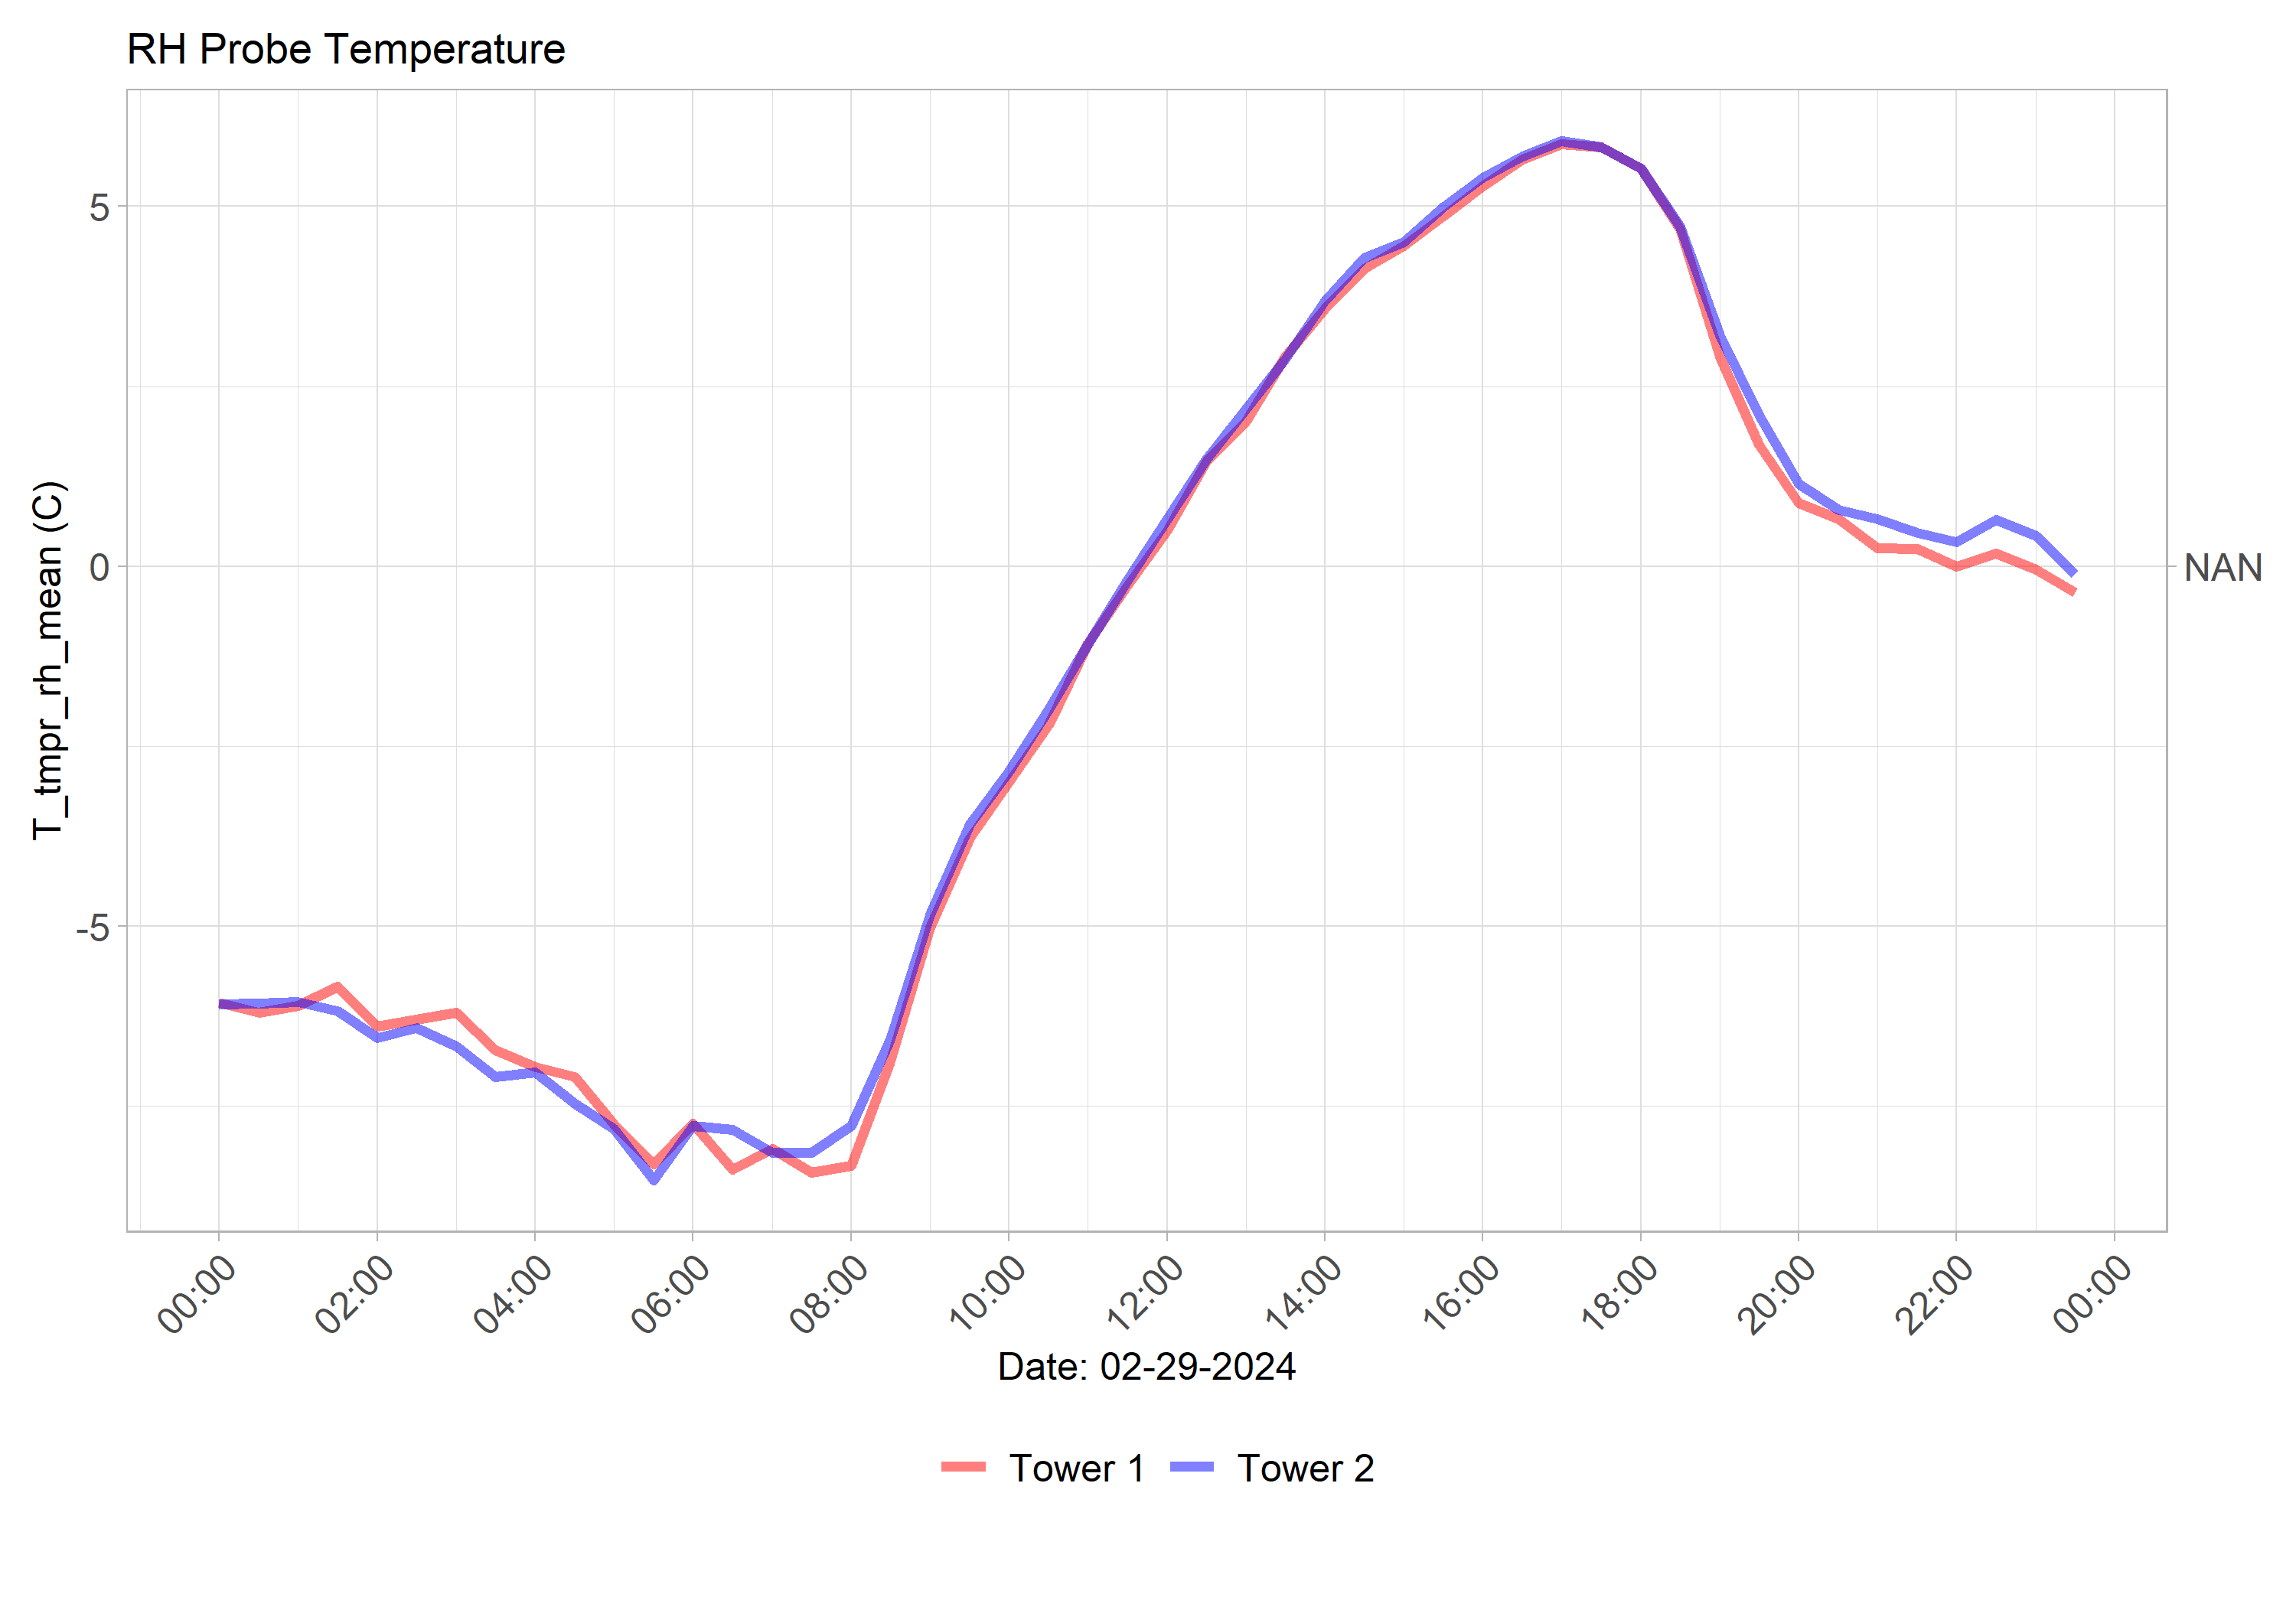 RH Probe Temperature
T_tmpr_rh_mean (C)
5
0
-5
NAN
00:00 02:00 04:00 06:00 08:00 10:00 12:00 14:00 16:00 18:00 20:00 22:00 00:00
Date: 02-29-2024
Tower 1 Tower 2